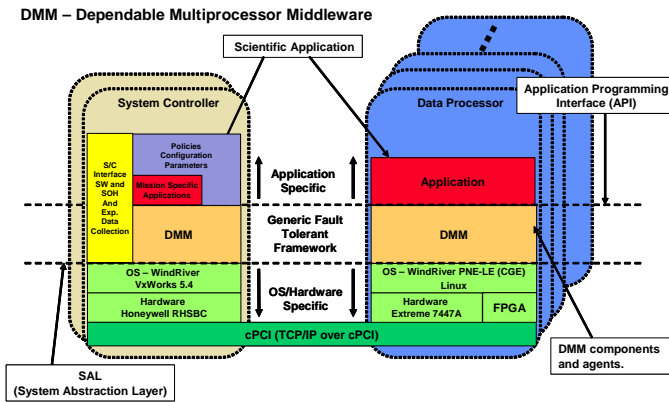 DMM – Dependable Multiprocessor Middleware
Scientific Application
System Controller
Data Processor
Application Programming
Interface (API)
S/C
Interface
SW and
SOH
And
Exp.
Data
Collection
Policies
Configuration
Parameters
Mission Specific
Applications
Application
Specific
Application
DMM
Generic Fault
Tolerant
Framework
DMM
OS – WindRiver
VxWorks 5.4
OS/Hardware
Specific
OS – WindRiver PNE-LE (CGE)
Linux
Hardware
Honeywell RHSBC
Hardware
Extreme 7447A
FPGA
cPCI (TCP/IP over cPCI)
SAL
(System Abstraction Layer)
DMM components
and agents.